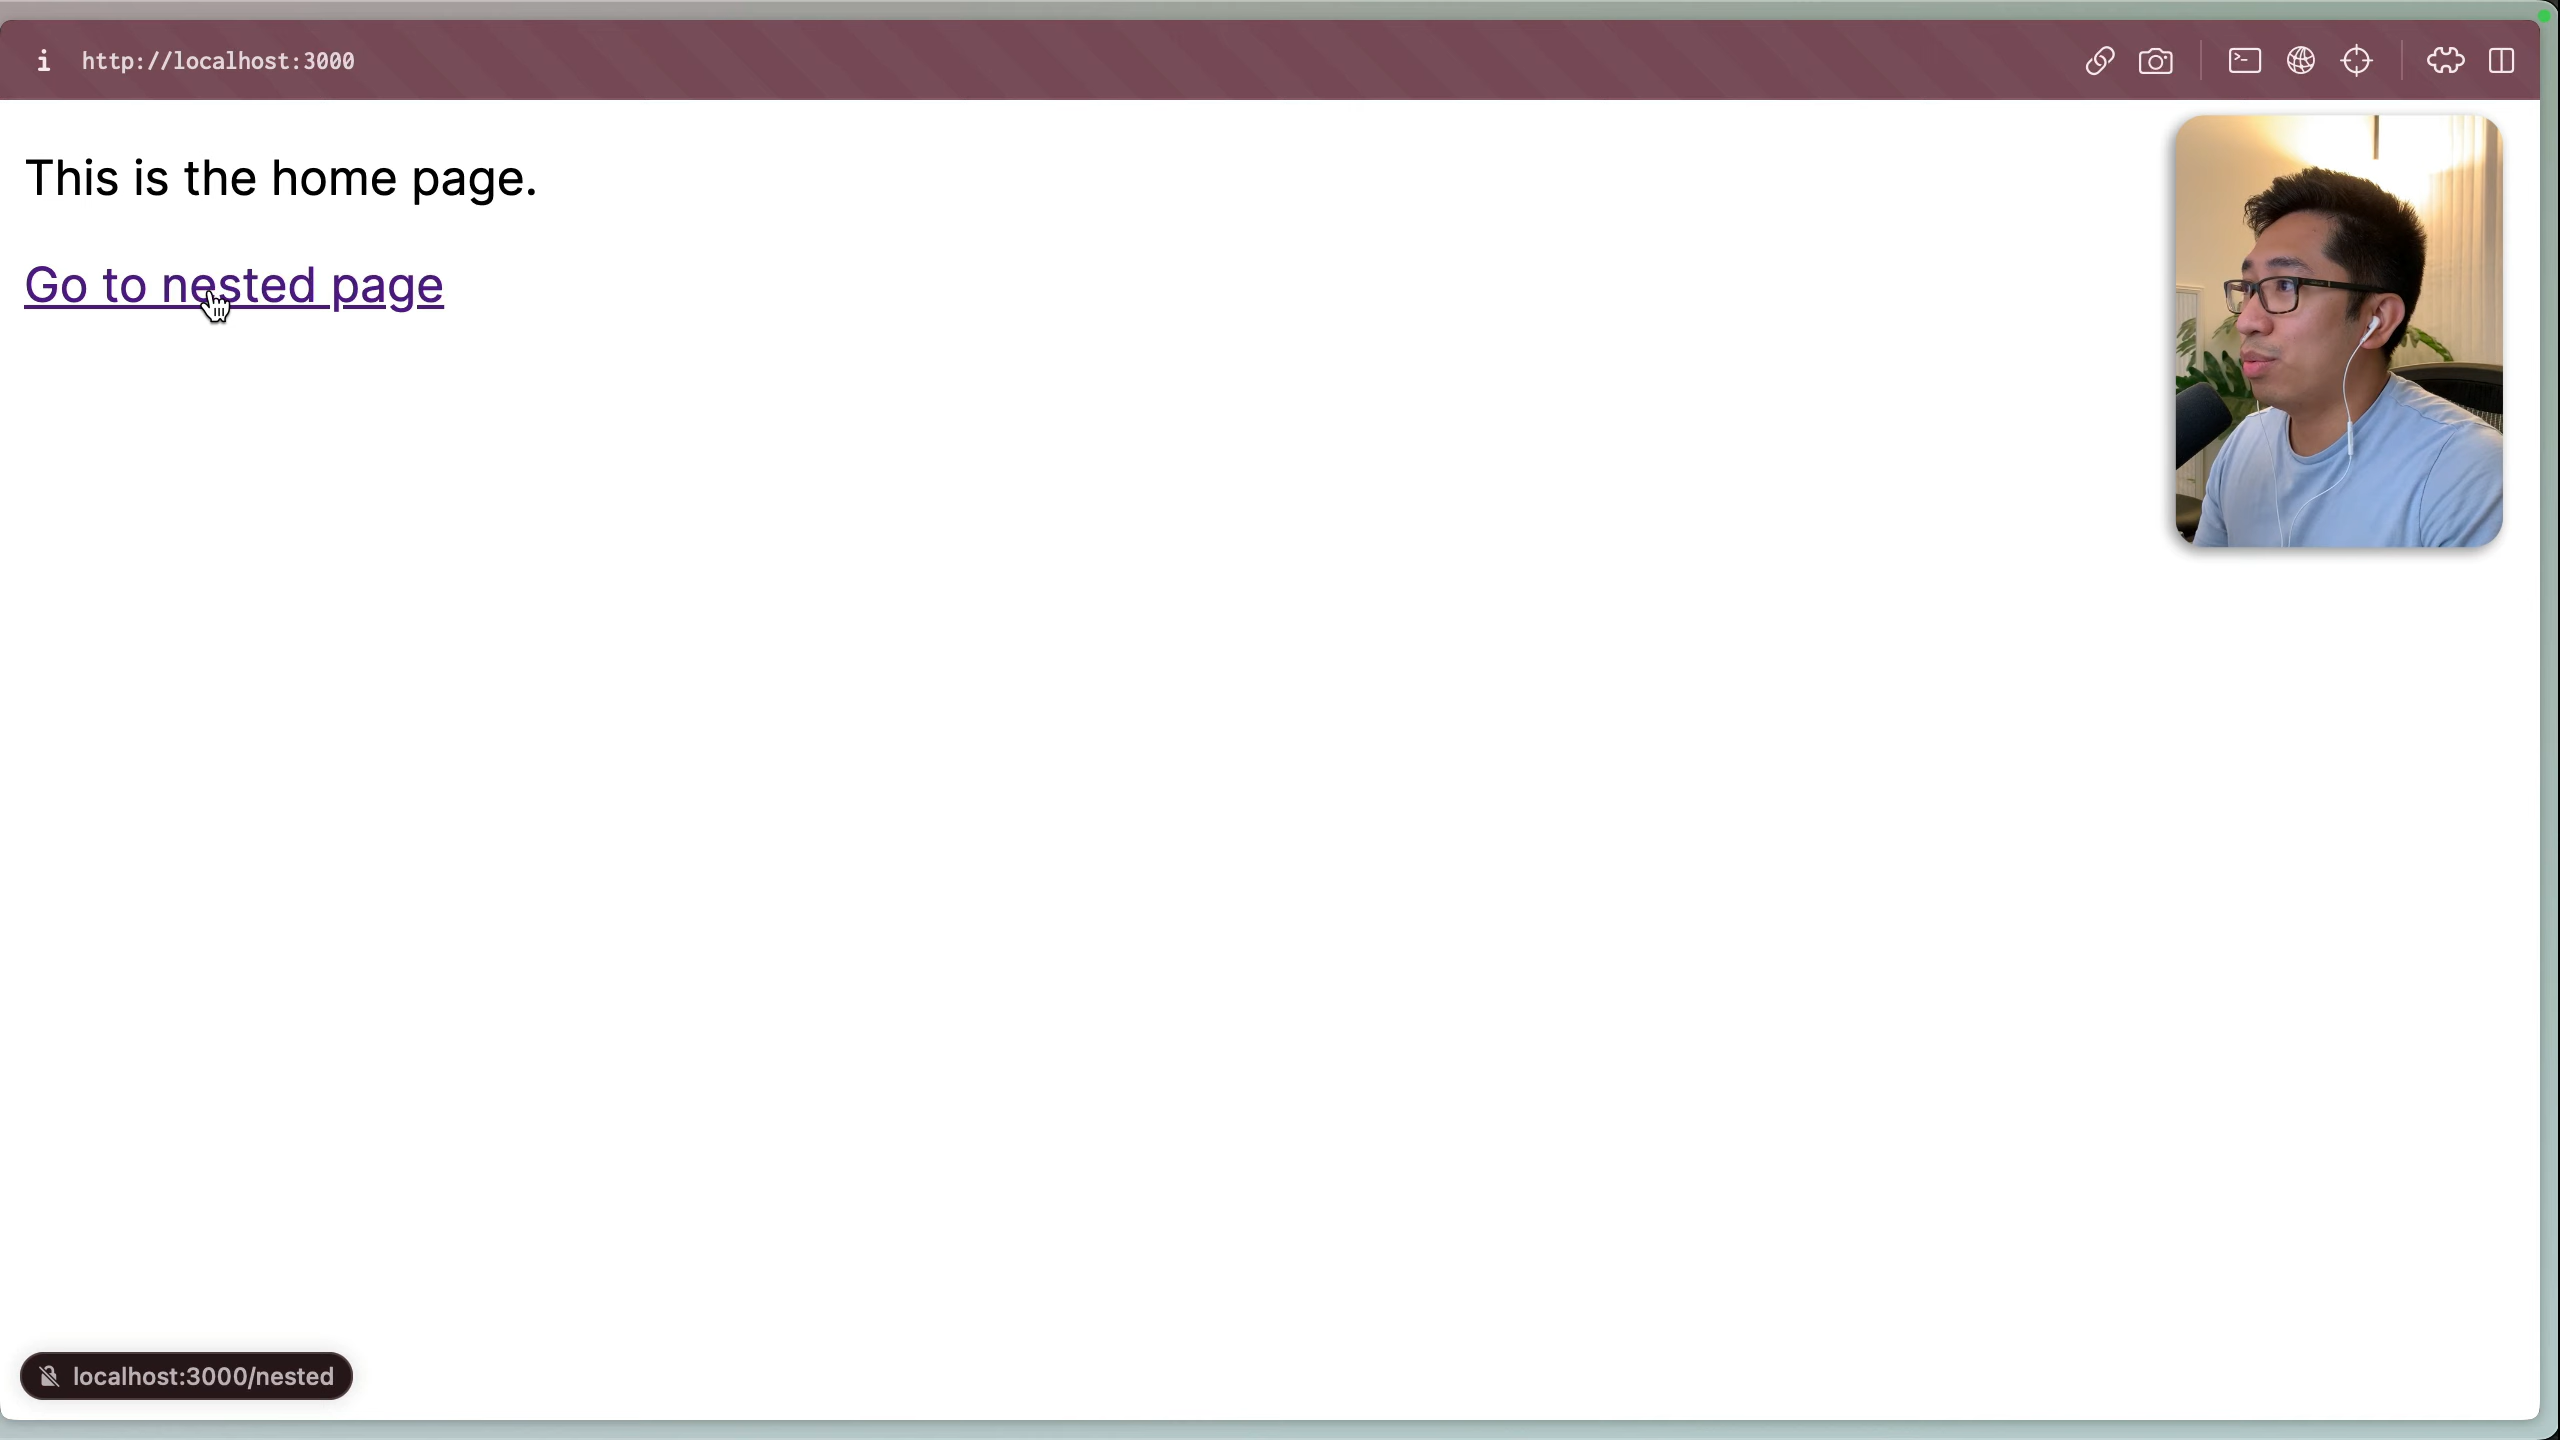 http://localhost:3000
This is the home page.
Go to nested page
localhost:3000/nested